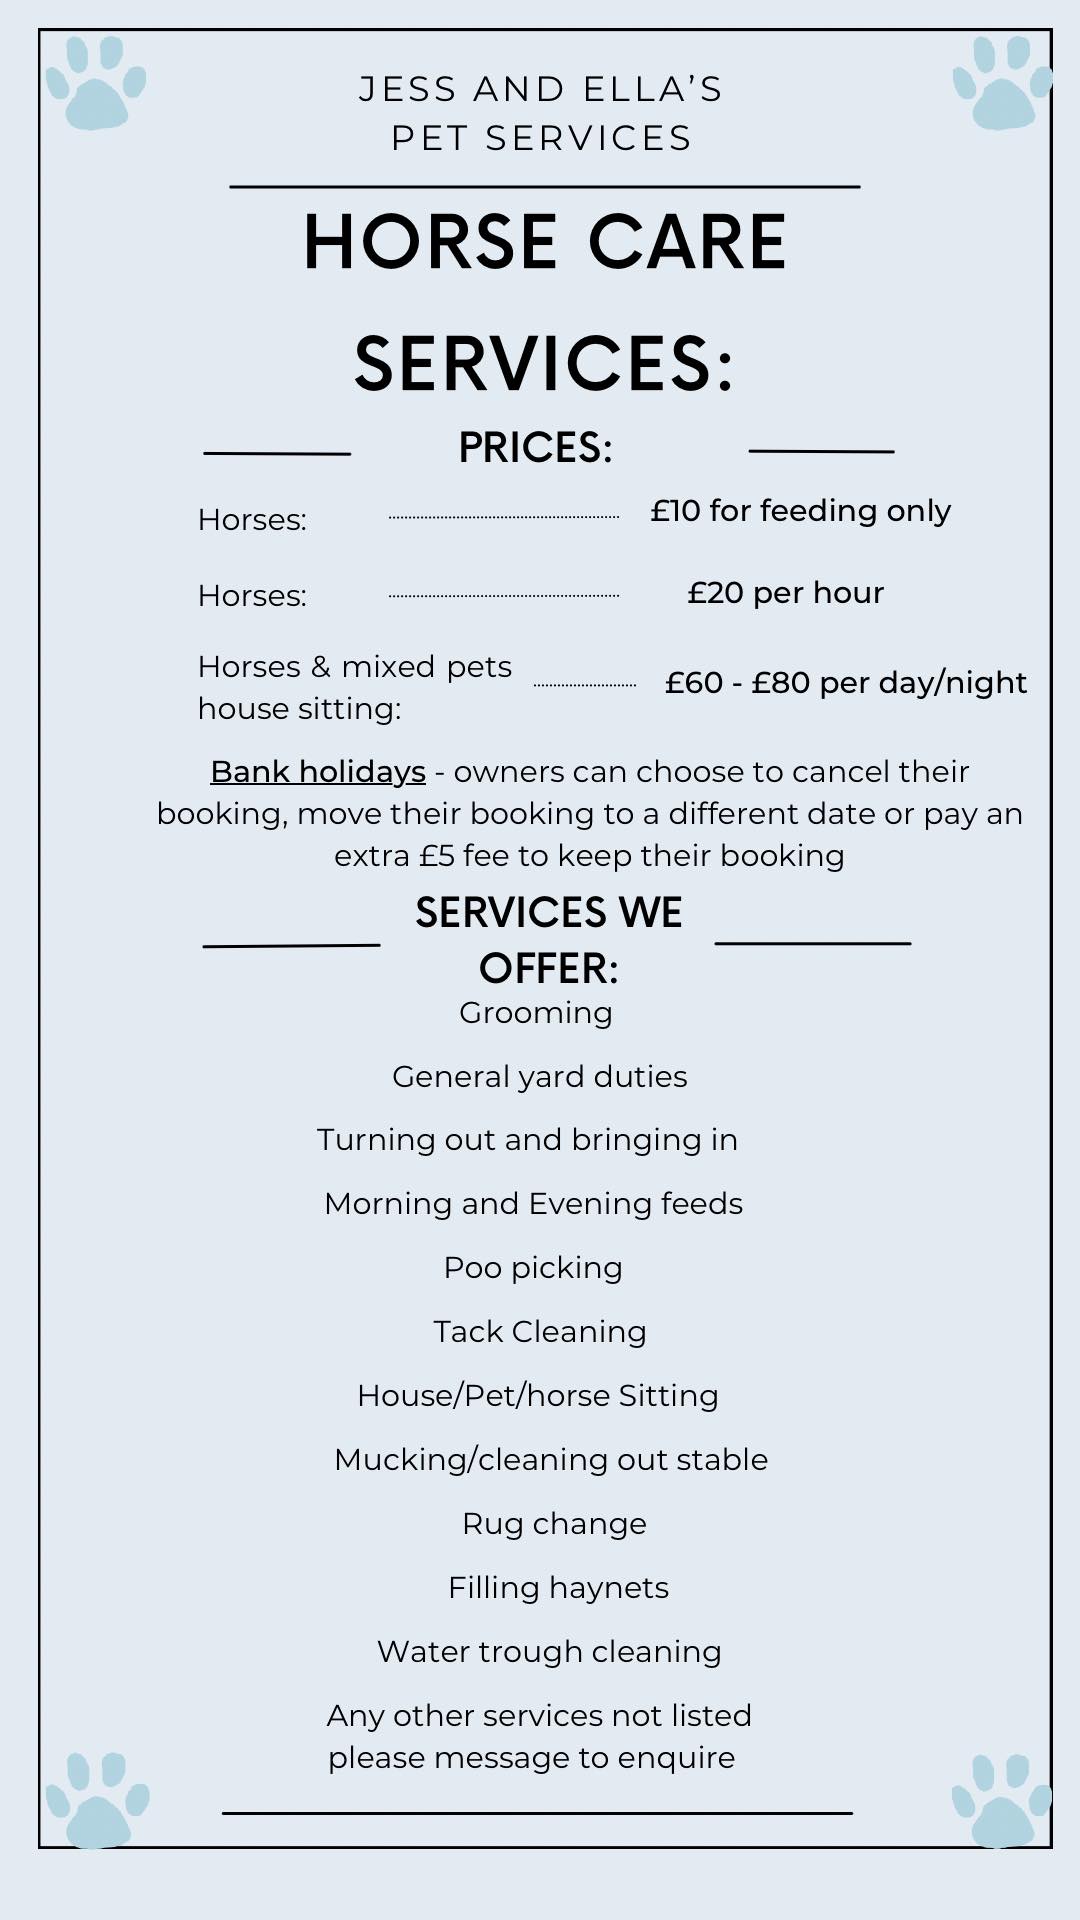 JESS AND ELLA’S
PET SERVICES
HORSE CARE
SERVICES:
PRICES:
Horses: £10 for feeding only
Horses: £20 per hour
Horses & mixed pets
house sitting: £60 - £80 per day/night
Bank holidays - owners can choose to cancel their
booking, move their booking to a different date or pay an
extra £5 fee to keep their booking
SERVICES WE
OFFER:
Grooming
General yard duties
Turning out and bringing in
Morning and Evening feeds
Poo picking
Tack Cleaning
House/Pet/horse Sitting
Mucking/cleaning out stable
Rug change
Filling haynets
Water trough cleaning
Any other services not listed
please message to enquire